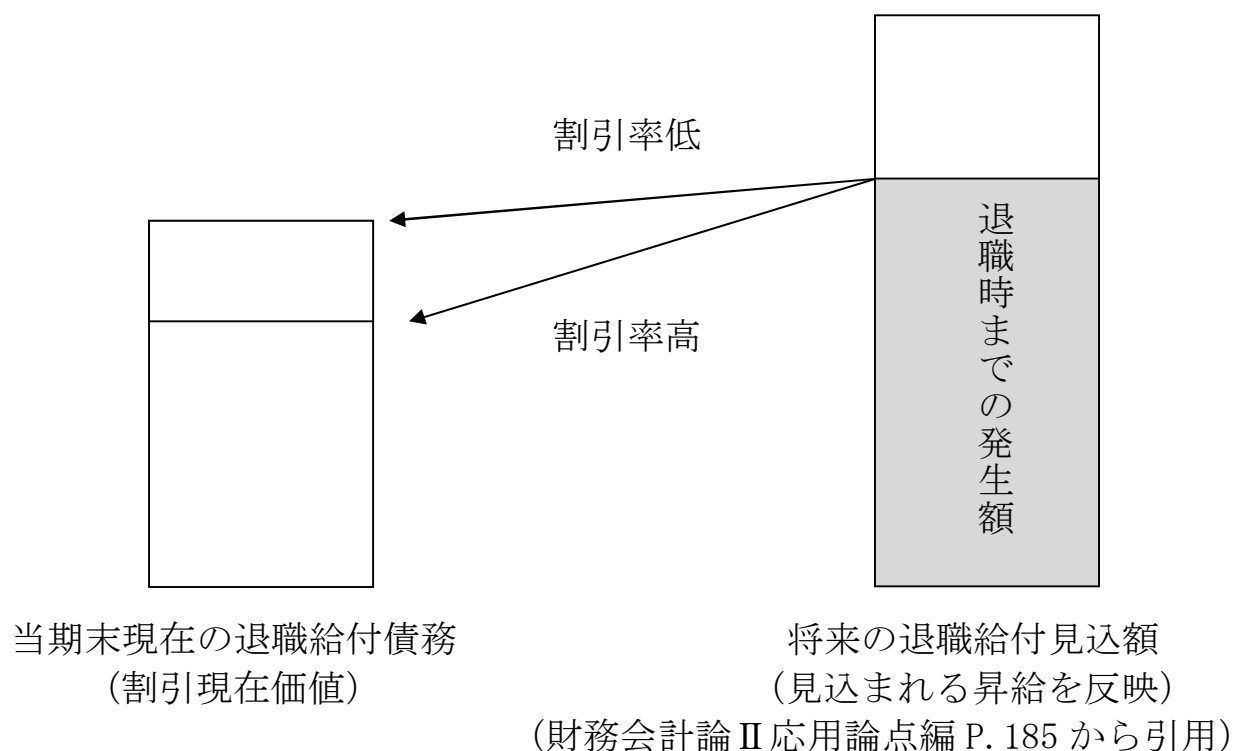 割引率低
割引率高
退職時までの発生額
当期末現在の退職給付債務
（割引現在価値）
将来の退職給付見込額
（見込まれる昇給を反映）
（財務会計論Ⅱ応用論点編 P.185 から引用）